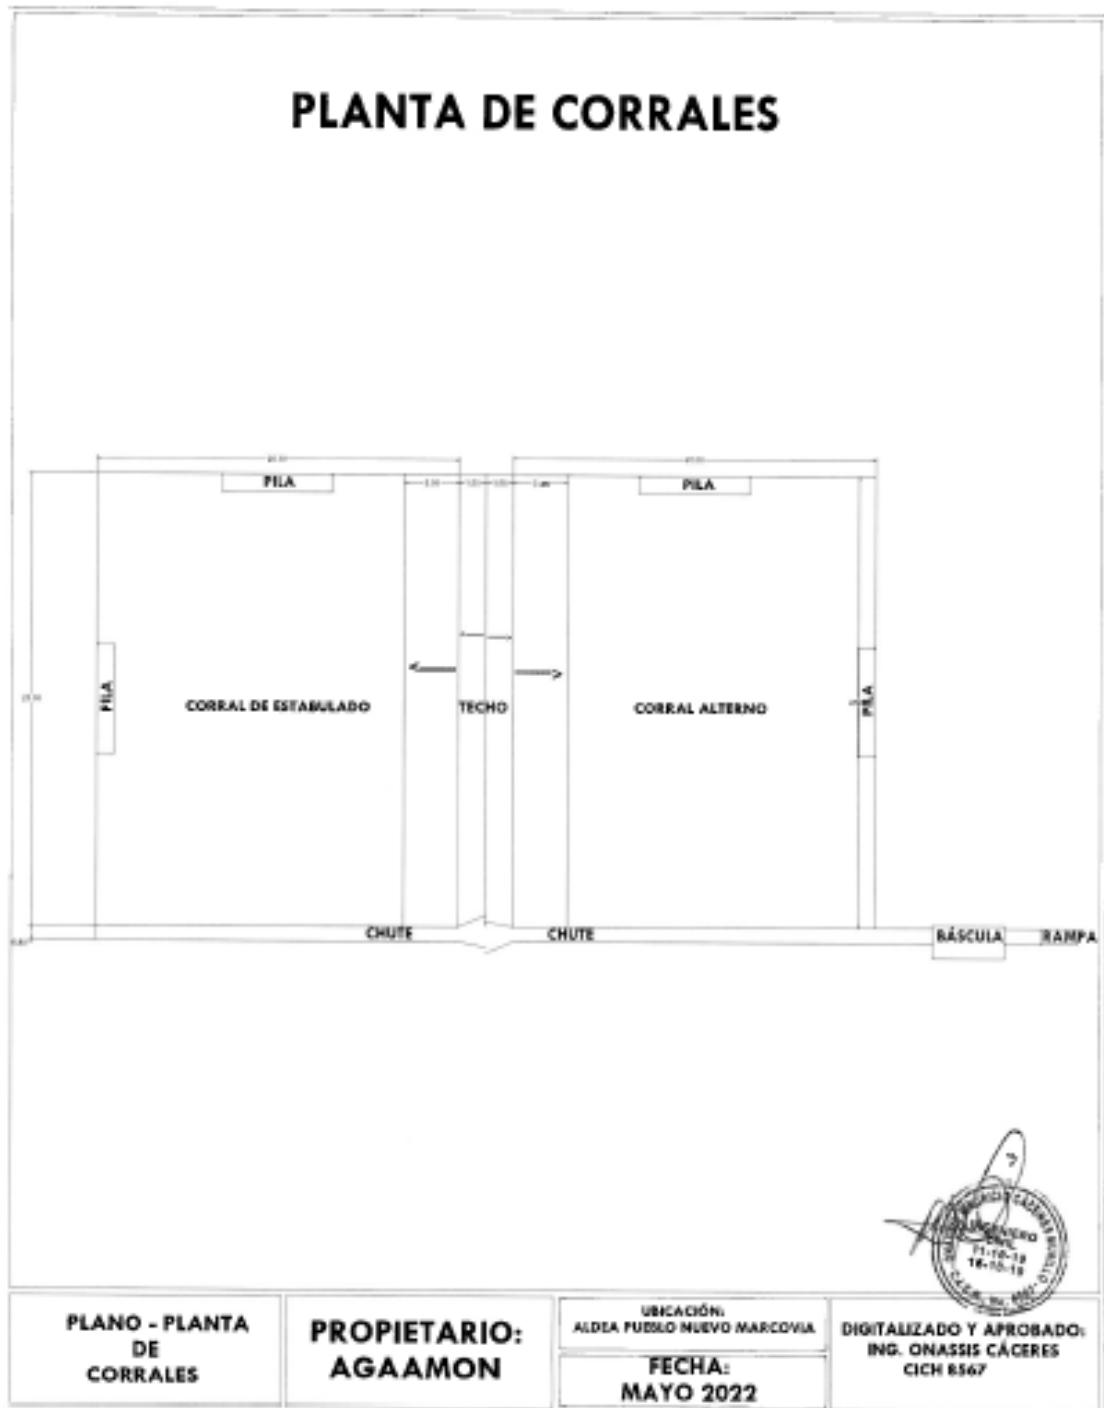 PLANTA DE CORRALES
PILA
PILA
PILA
CORRAL DE ESTABULADO
TECHO
CORRAL ALTERNO
PILA
CHUTE
CHUTE
BÁSCULA
RAMPA
INGENIERO
CIVIL
PLANO - PLANTA
DE
CORRALES
PROPIETARIO:
AGAAMON
UBICACIÓN:
ALDEA PUEBLO NUEVO MARCOVIA
FECHA:
MAYO 2022
DIGITALIZADO Y APROBADO:
ING. ONASSIS CÁCERES
CICH 8567